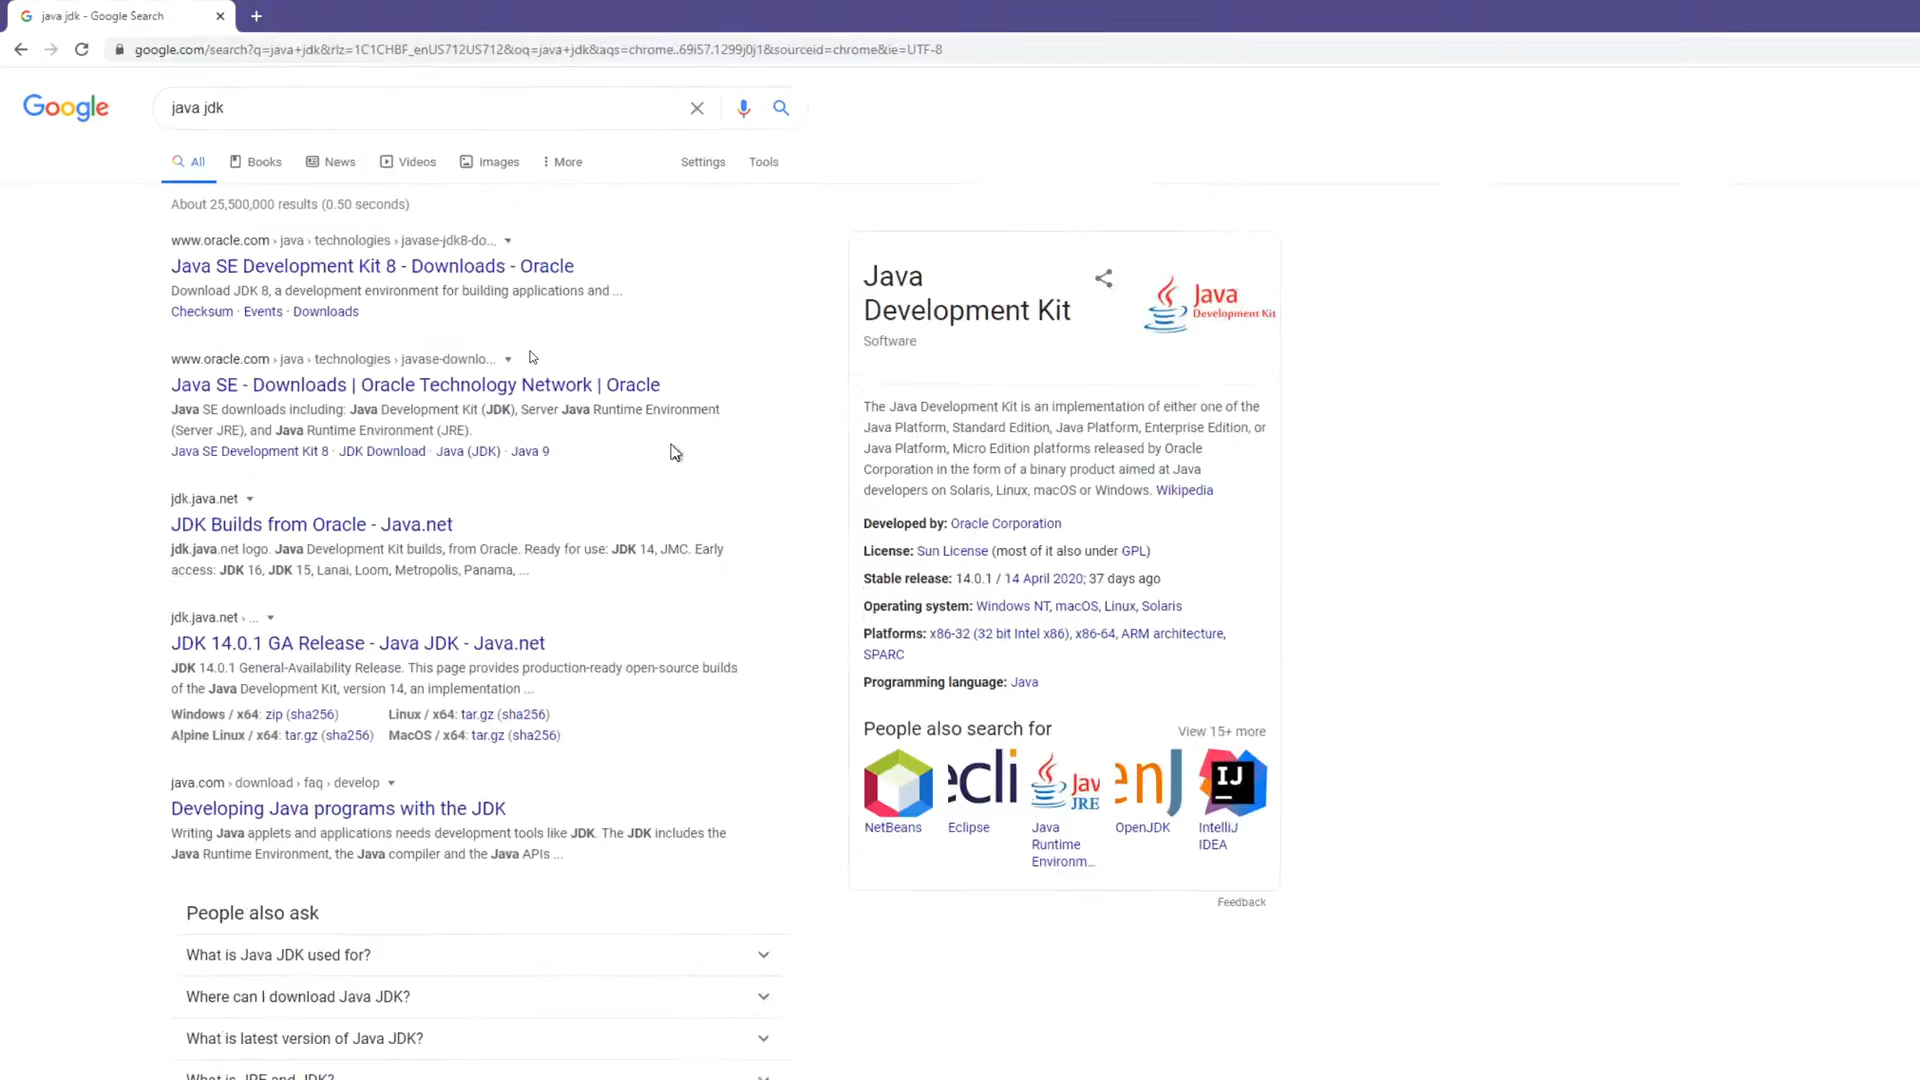 java jdk - Google Search
google.com/search?q=java+jdk&rlz=1C1CHBF_enUS712US712&oq=java+jdk&aqs=chrome..69i57.1299j0j1&sourceid=chrome&ie=UTF-8
Google
java jdk
All Books News Videos Images More Settings Tools
About 25,500,000 results (0.50 seconds)
www.oracle.com › java › technologies › javase-jdk8-do...
Java SE Development Kit 8 - Downloads - Oracle
Download JDK 8, a development environment for building applications and ...
Checksum · Events · Downloads
www.oracle.com › java › technologies › javase-downlo...
Java SE - Downloads | Oracle Technology Network | Oracle
Java SE downloads including: Java Development Kit (JDK), Server Java Runtime Environment
(Server JRE), and Java Runtime Environment (JRE).
Java SE Development Kit 8 · JDK Download · Java (JDK) · Java 9
jdk.java.net
JDK Builds from Oracle - Java.net
jdk.java.net logo. Java Development Kit builds, from Oracle. Ready for use: JDK 14, JMC. Early
access: JDK 16, JDK 15, Lanai, Loom, Metropolis, Panama, ...
jdk.java.net › ...
JDK 14.0.1 GA Release - Java JDK - Java.net
JDK 14.0.1 General-Availability Release. This page provides production-ready open-source builds
of the Java Development Kit, version 14, an implementation ...
Windows / x64: zip (sha256) Linux / x64: tar.gz (sha256)
Alpine Linux / x64: tar.gz (sha256) MacOS / x64: tar.gz (sha256)
java.com › download › faq › develop
Developing Java programs with the JDK
Writing Java applets and applications needs development tools like JDK. The JDK includes the
Java Runtime Environment, the Java compiler and the Java APIs ...
People also ask
What is Java JDK used for?
Where can I download Java JDK?
What is latest version of Java JDK?
What is JRE and JDK?
Java
Development Kit
Software
Java
Development Kit
The Java Development Kit is an implementation of either one of the
Java Platform, Standard Edition, Java Platform, Enterprise Edition, or
Java Platform, Micro Edition platforms released by Oracle
Corporation in the form of a binary product aimed at Java
developers on Solaris, Linux, macOS or Windows. Wikipedia
Developed by: Oracle Corporation
License: Sun License (most of it also under GPL)
Stable release: 14.0.1 / 14 April 2020; 37 days ago
Operating system: Windows NT, macOS, Linux, Solaris
Platforms: x86-32 (32 bit Intel x86), x86-64, ARM architecture,
SPARC
Programming language: Java
People also search for
View 15+ more
ecli
Jav
JRE
enJ
IJ
NetBeans
Eclipse
Java
Runtime
Environm...
OpenJDK
IntelliJ
IDEA
Feedback